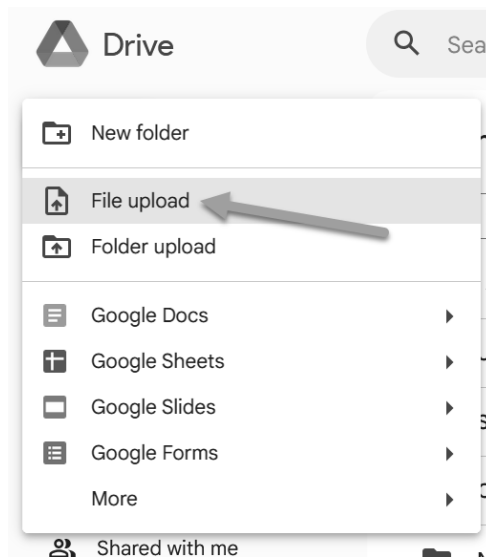 Drive
Sea
New folder
File upload
Folder upload
Google Docs
Google Sheets
Google Slides
Google Forms
More
Shared with me